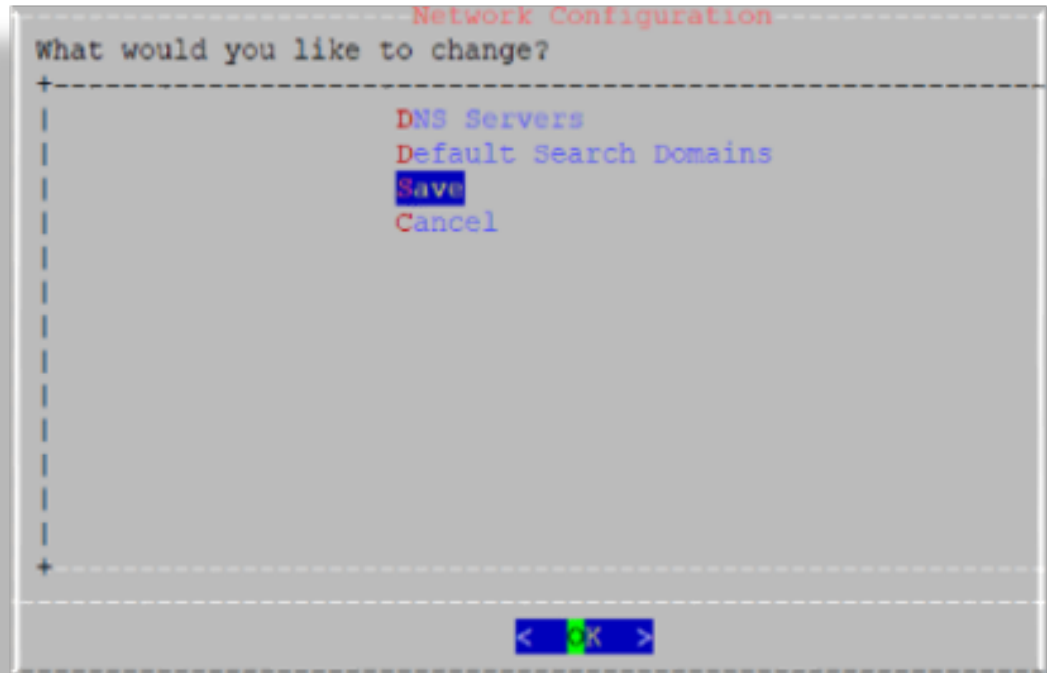 Network Configuration
What would you like to change?
DNS Servers
Default Search Domains
Save
Cancel
< OK >